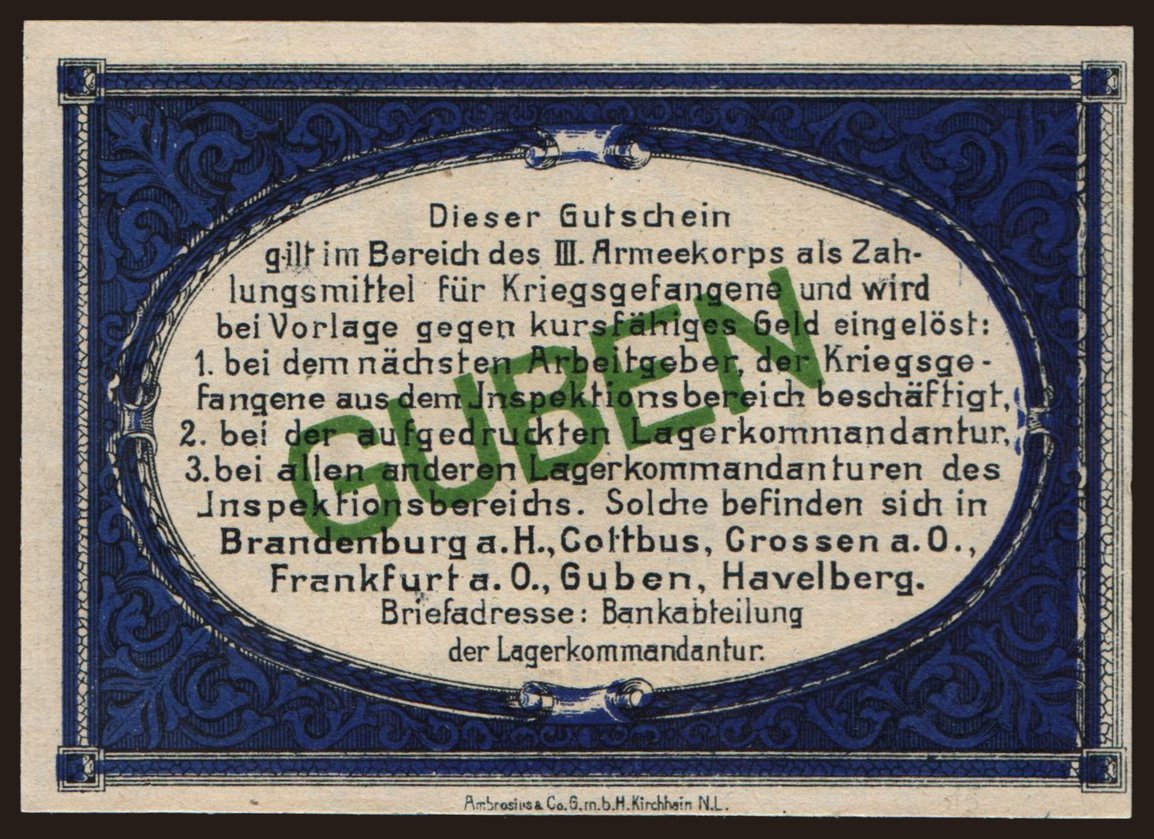 Dieser Gutschein
gilt im Bereich des III. Armeekorps als Zah-
lungsmittel für Kriegsgefangene und wird
bei Vorlage gegen kursfähiges Geld eingelöst:
1. bei dem nächsten Arbeitgeber, der Kriegsge-
fangene aus dem Inspektionsbereich beschäftigt,
2. bei der aufgedruckten Lagerkommandantur,
3. bei allen anderen Lagerkommandanturen des
Inspektionsbereichs. Solche befinden sich in
Brandenburg a. H., Cottbus, Crossen a. O.,
Frankfurt a. O., Guben, Havelberg.
Briefadresse: Bankabteilung
der Lagerkommandantur.
GUBEN
Ambrosius & Co. G.m.b.H. Kirchhain N.L.